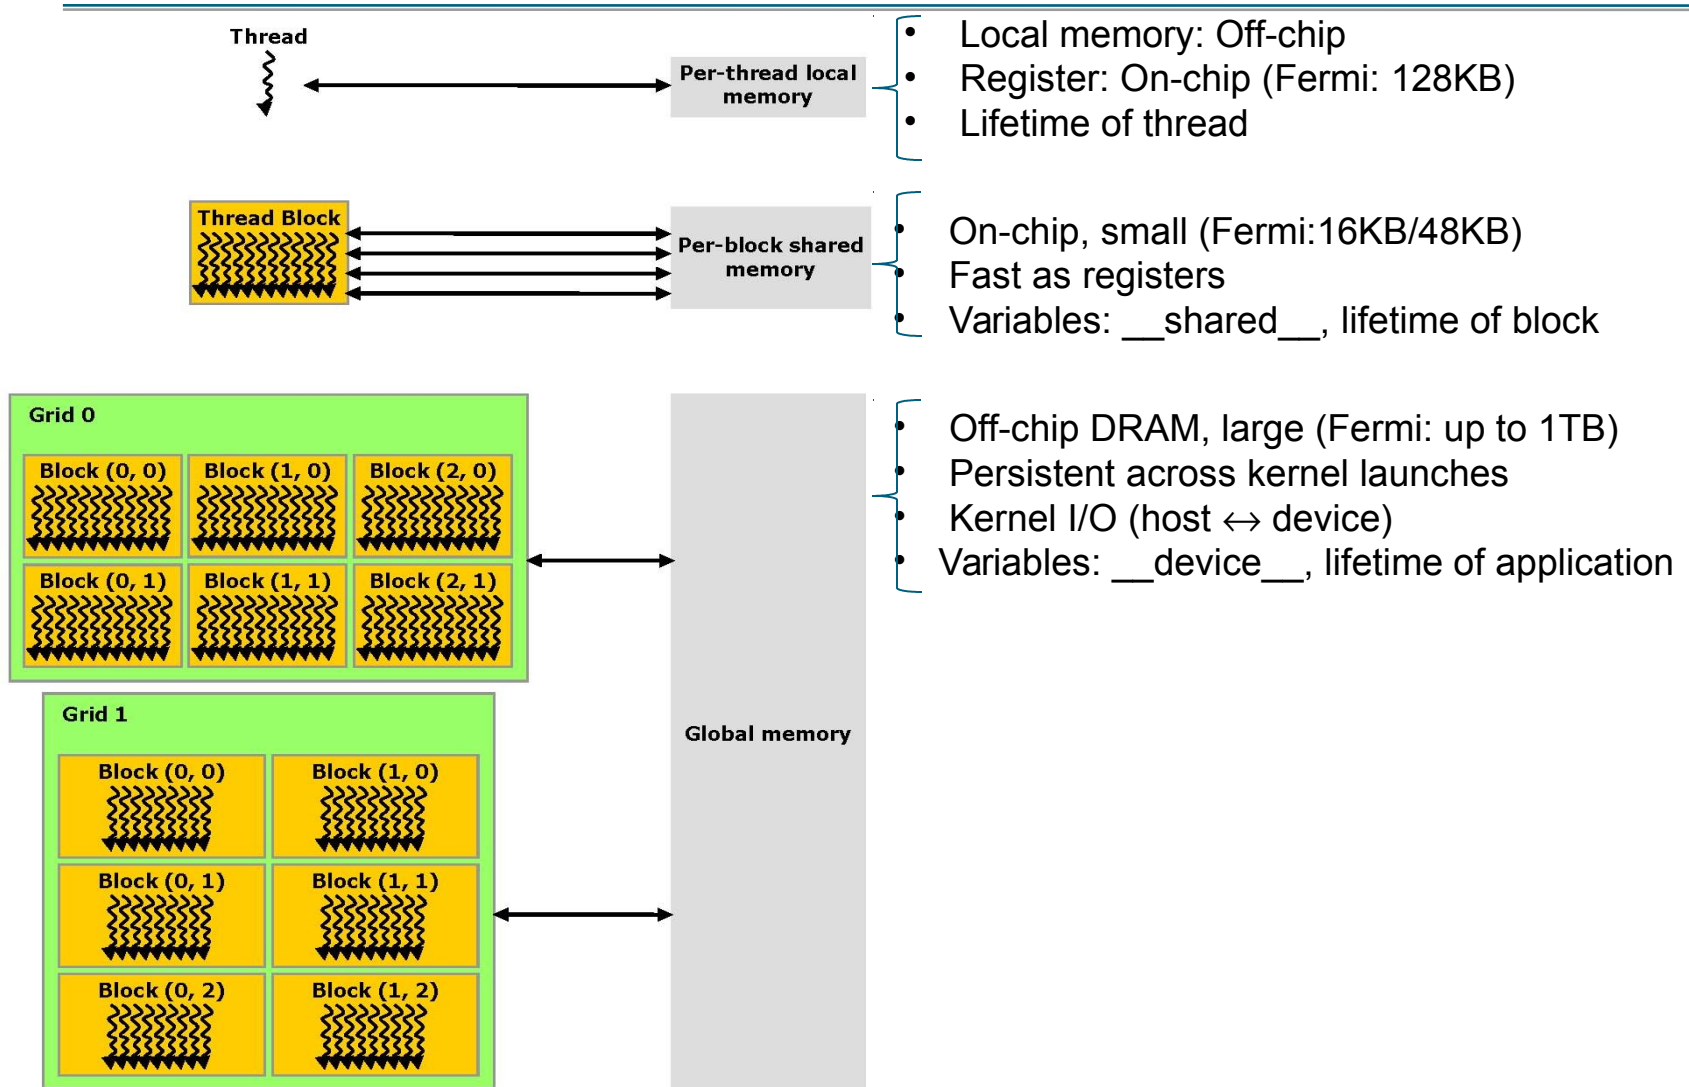 Thread
Per-thread local
memory
• Local memory: Off-chip
• Register: On-chip (Fermi: 128KB)
• Lifetime of thread
Thread Block
Per-block shared
memory
• On-chip, small (Fermi:16KB/48KB)
• Fast as registers
• Variables: __shared__, lifetime of block
Grid 0
Block (0, 0) Block (1, 0) Block (2, 0)
Block (0, 1) Block (1, 1) Block (2, 1)
• Off-chip DRAM, large (Fermi: up to 1TB)
• Persistent across kernel launches
• Kernel I/O (host ↔ device)
• Variables: __device__, lifetime of application
Grid 1
Global memory
Block (0, 0) Block (1, 0)
Block (0, 1) Block (1, 1)
Block (0, 2) Block (1, 2)